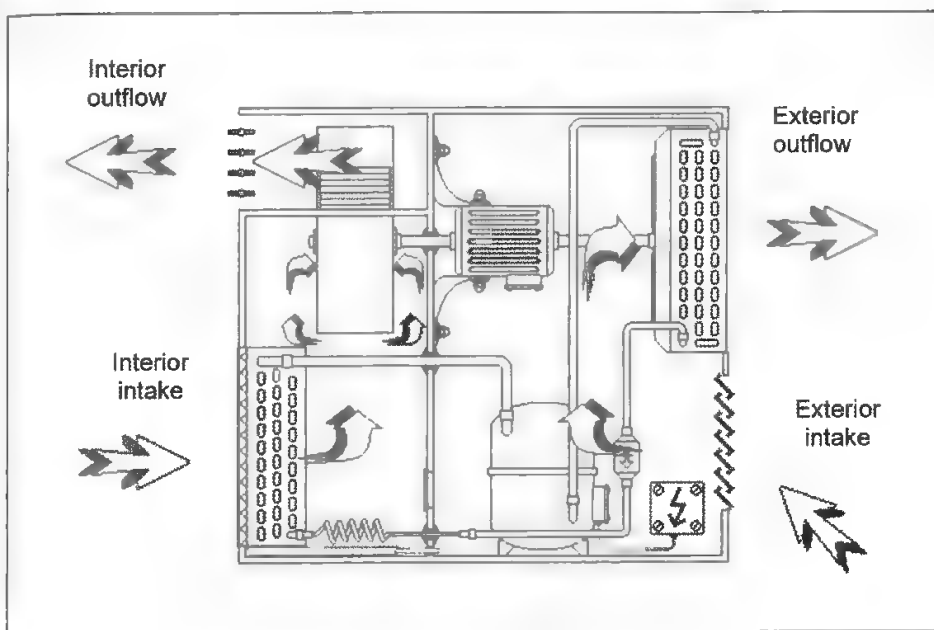 Interior
outflow
Exterior
outflow
Interior
intake
Exterior
intake